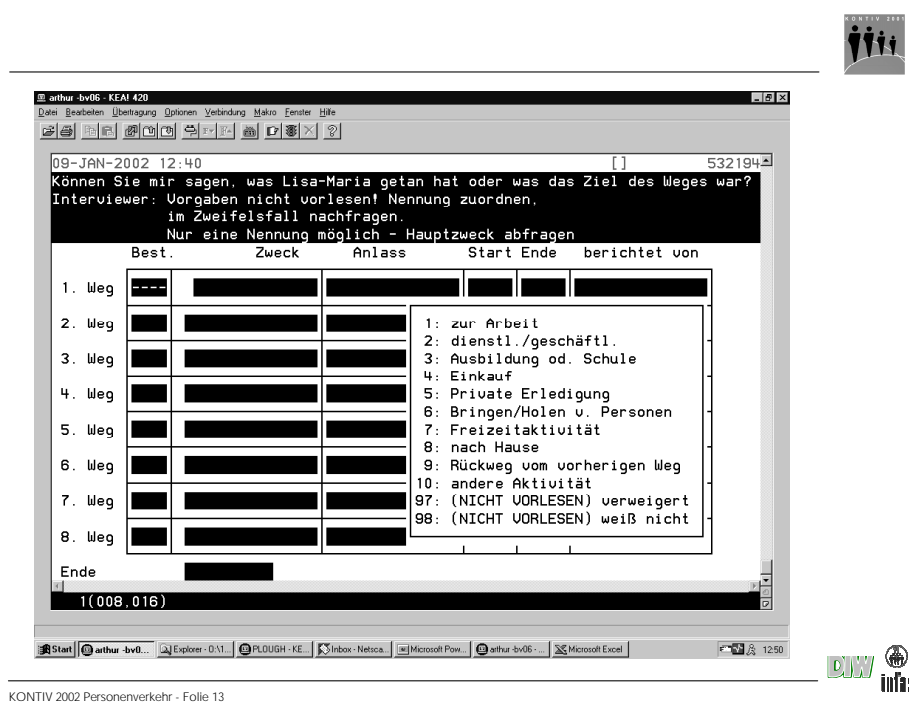 KONTIV 2001
arthur -bv06 - KEA! 420
Datei Bearbeiten Übertragung Optionen Verbindung Makro Fenster Hilfe
09-JAN-2002 12:40 [] 532194
Können Sie mir sagen, was Lisa-Maria getan hat oder was das Ziel des Weges war?
Interviewer: Vorgaben nicht vorlesen! Nennung zuordnen,
im Zweifelsfall nachfragen.
Nur eine Nennung möglich - Hauptzweck abfragen
Best. Zweck Anlass Start Ende berichtet von
1. Weg ----
2. Weg
3. Weg
4. Weg
5. Weg
6. Weg
7. Weg
8. Weg
Ende
1: zur Arbeit
2: dienstl./geschäftl.
3: Ausbildung od. Schule
4: Einkauf
5: Private Erledigung
6: Bringen/Holen v. Personen
7: Freizeitaktivität
8: nach Hause
9: Rückweg vom vorherigen Weg
10: andere Aktivität
97: (NICHT VORLESEN) verweigert
98: (NICHT VORLESEN) weiß nicht
1(008,016)
Start arthur -bv0... Explorer - O:\1... PLOUGH - KE... Inbox - Netsca... Microsoft Pow... arthur -bv06 - ... Microsoft Excel 12:50
DIW infas
KONTIV 2002 Personenverkehr - Folie 13